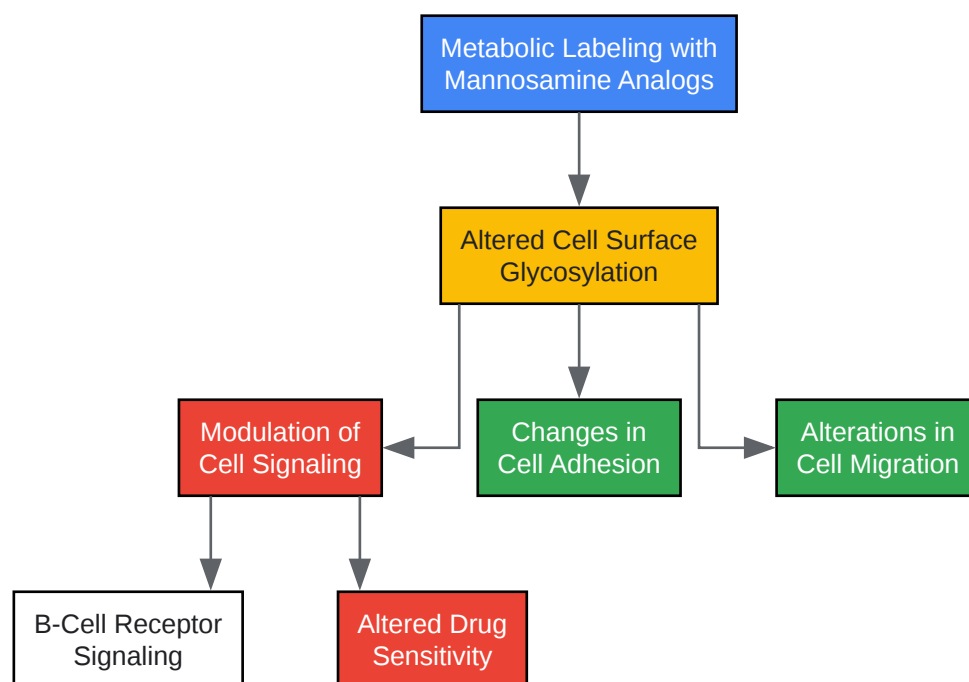 Metabolic Labeling with
Mannosamine Analogs
Altered Cell Surface
Glycosylation
Modulation of
Cell Signaling
Changes in
Cell Adhesion
Alterations in
Cell Migration
B-Cell Receptor
Signaling
Altered Drug
Sensitivity